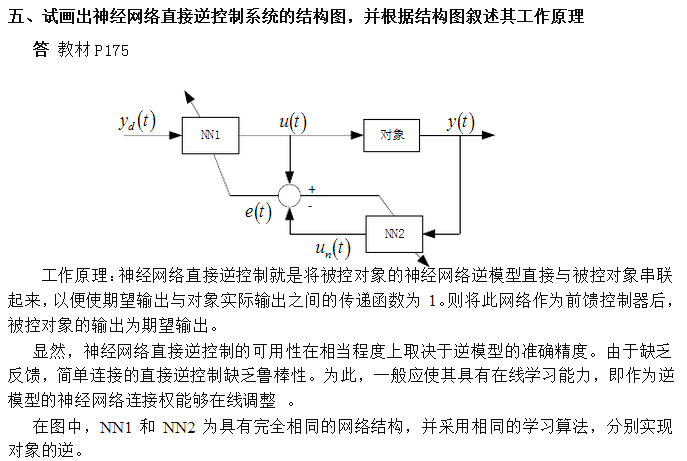 五、试画出神经网络直接逆控制系统的结构图，并根据结构图叙述其工作原理
答 教材P175
y_d(t)
NN1
u(t)
对象
y(t)
+
e(t)
-
NN2
u_n(t)
工作原理：神经网络直接逆控制就是将被控对象的神经网络逆模型直接与被控对象串联
起来，以便使期望输出与对象实际输出之间的传递函数为 1。则将此网络作为前馈控制器后，
被控对象的输出为期望输出。
显然，神经网络直接逆控制的可用性在相当程度上取决于逆模型的准确精度。由于缺乏
反馈，简单连接的直接逆控制缺乏鲁棒性。为此，一般应使其具有在线学习能力，即作为逆
模型的神经网络连接权能够在线调整 。
在图中，NN1 和 NN2 为具有完全相同的网络结构，并采用相同的学习算法，分别实现
对象的逆。